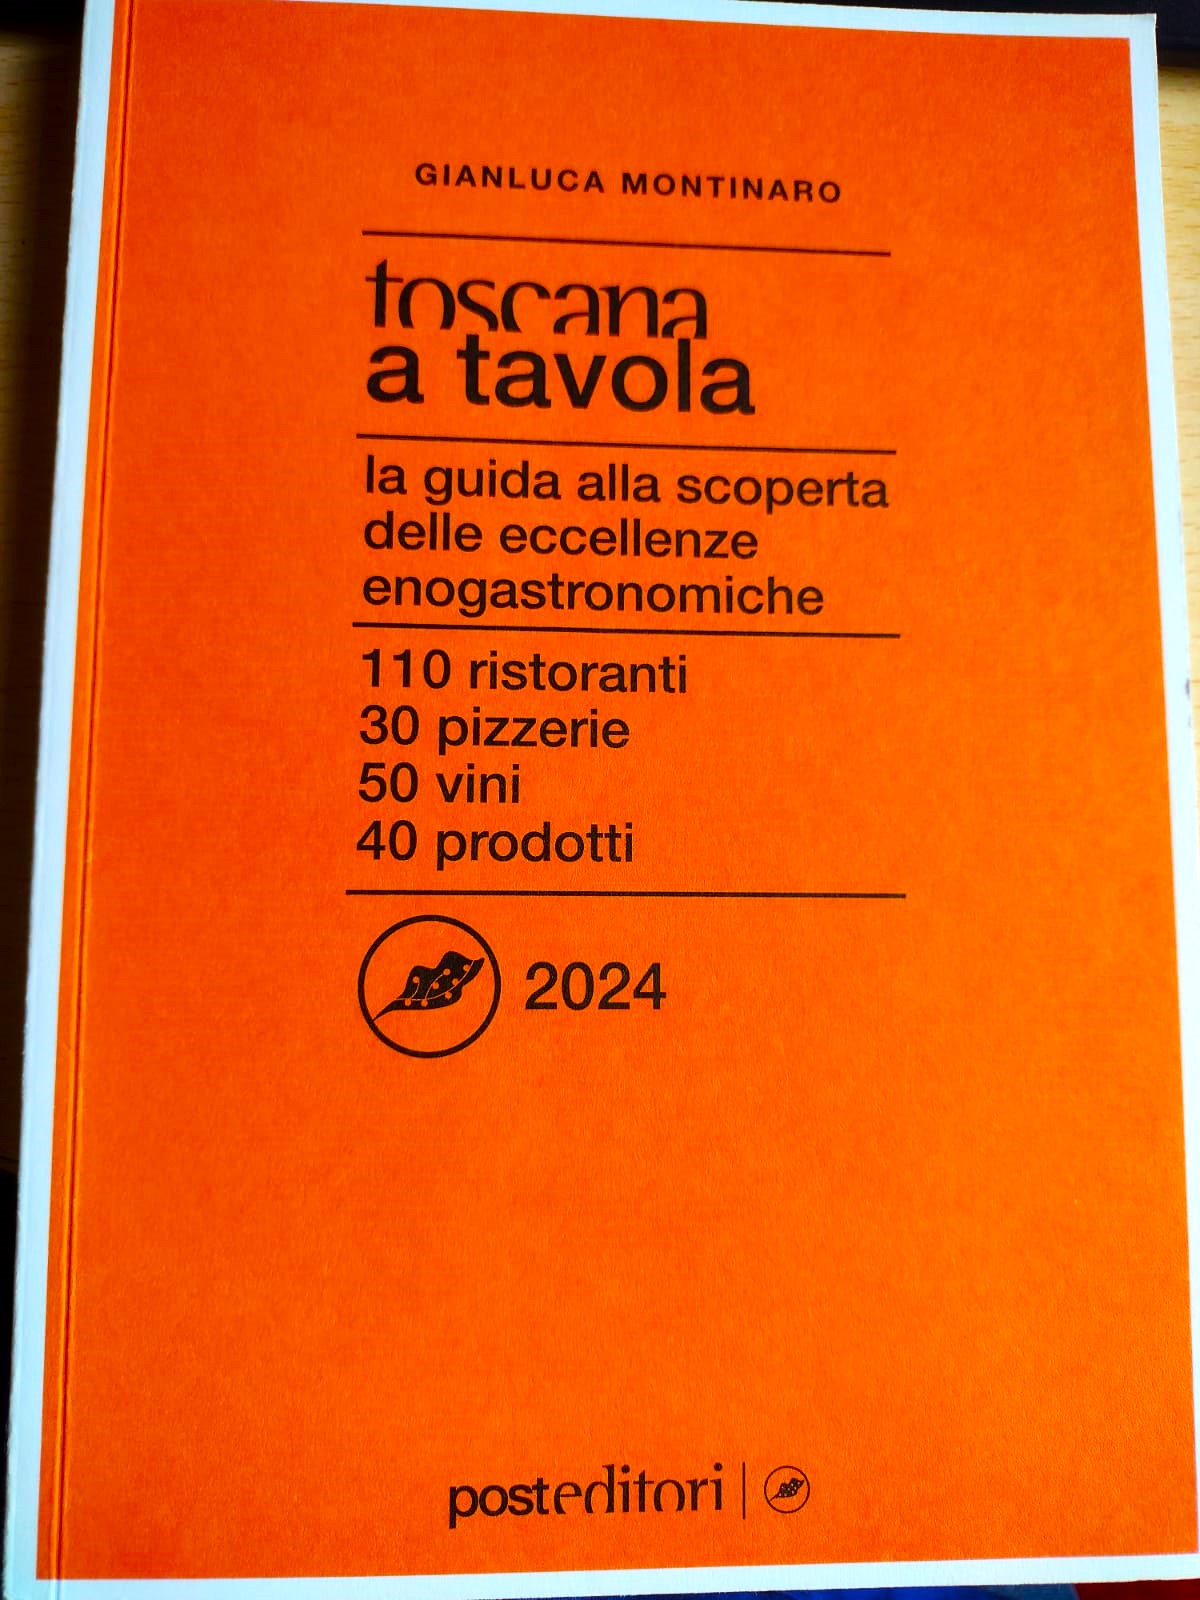 GIANLUCA MONTINARO
toscana
a tavola
la guida alla scoperta
delle eccellenze
enogastronomiche
110 ristoranti
30 pizzerie
50 vini
40 prodotti
2024
posteditori